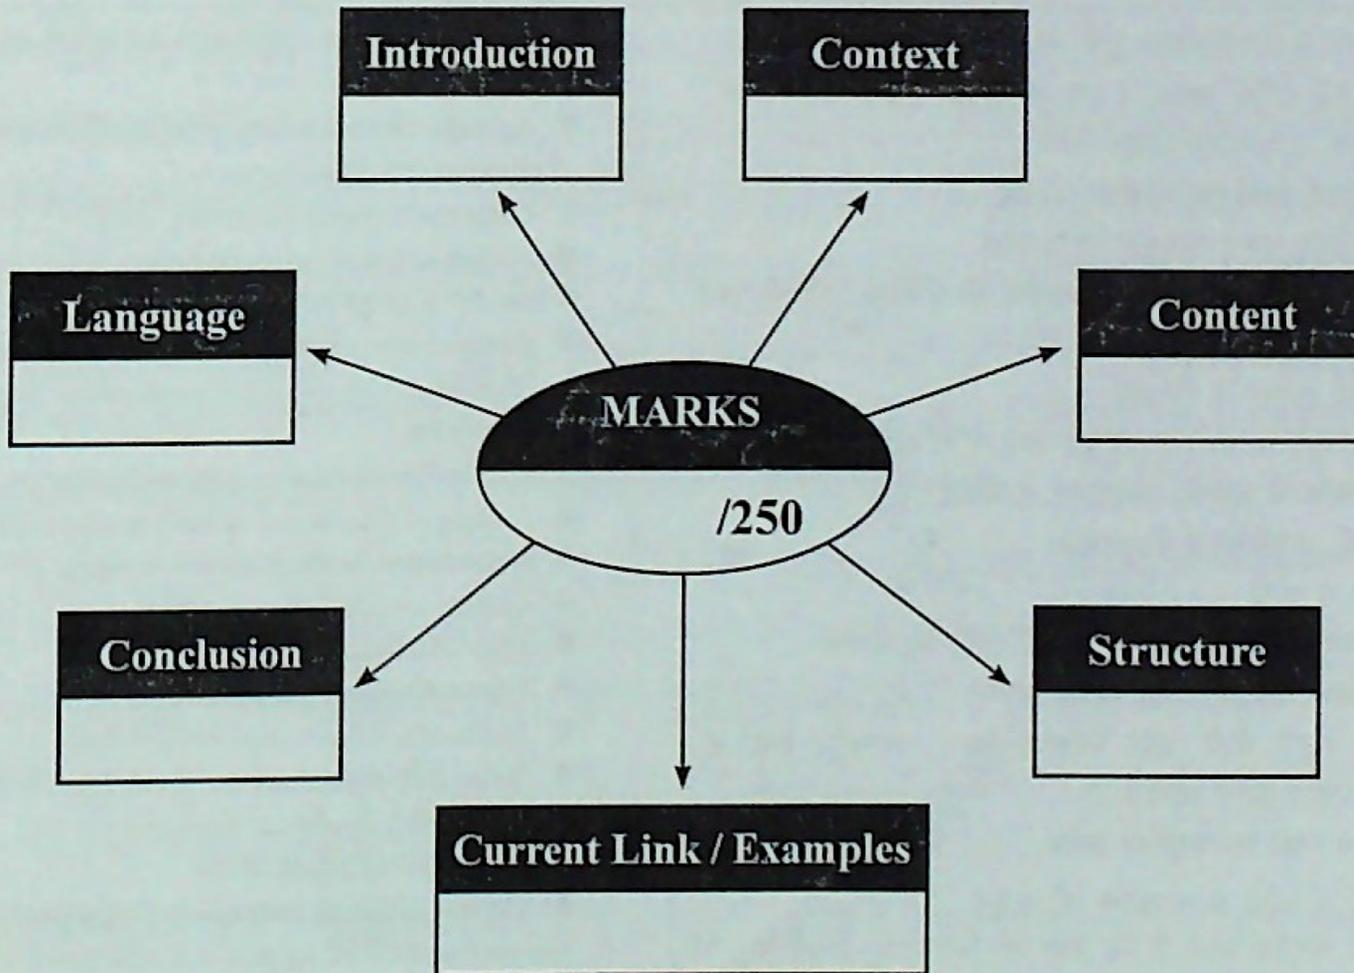 Introduction
Context
Language
Content
MARKS
/250
Conclusion
Structure
Current Link / Examples